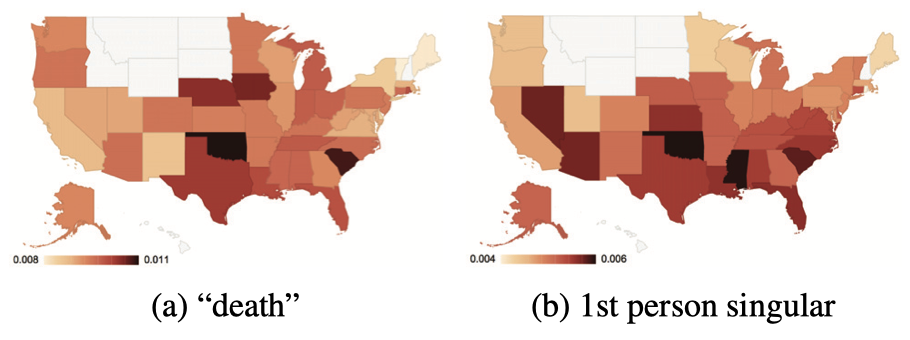 0.008 0.011 0.004 0.006
(a) “death” (b) 1st person singular